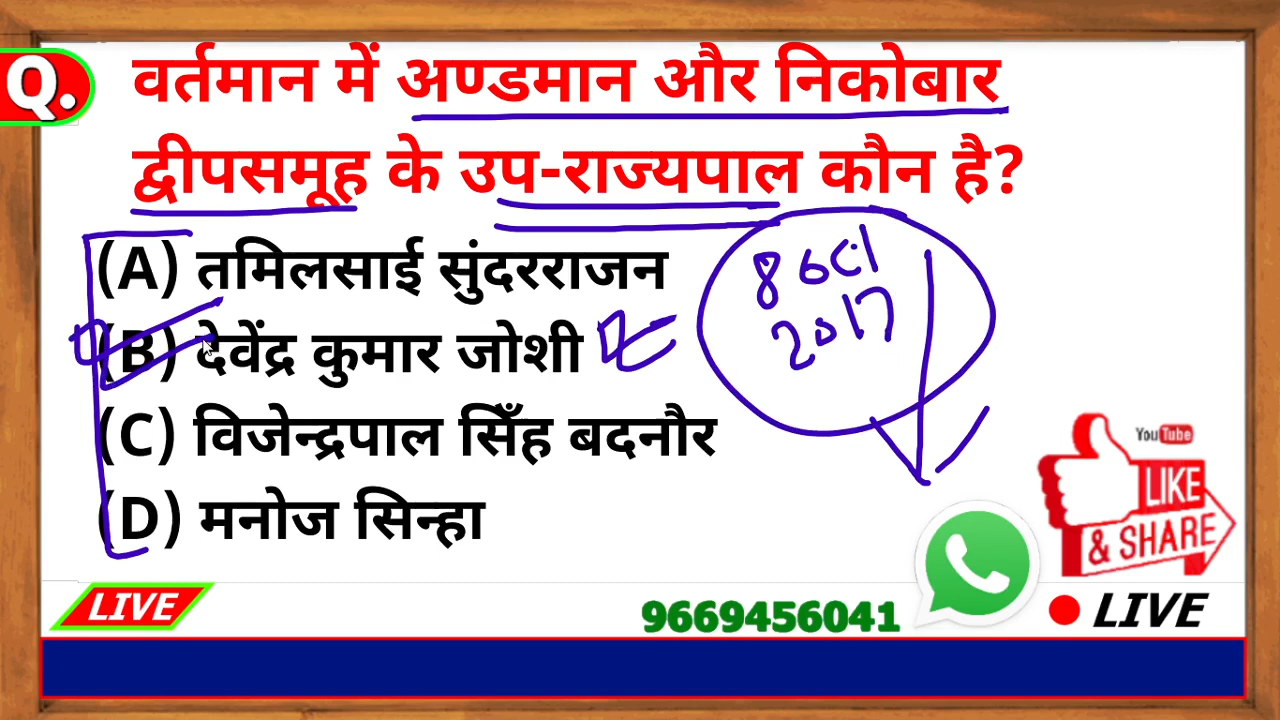 Q.
वर्तमान में अण्डमान और निकोबार
द्वीपसमूह के उप-राज्यपाल कौन है?
(A) तमिलसाई सुंदरराजन
(B) देवेंद्र कुमार जोशी
(C) विजेन्द्रपाल सिँह बदनौर
(D) मनोज सिन्हा
8 oct
2017
YouTube
LIKE
& SHARE
LIVE
9669456041
LIVE